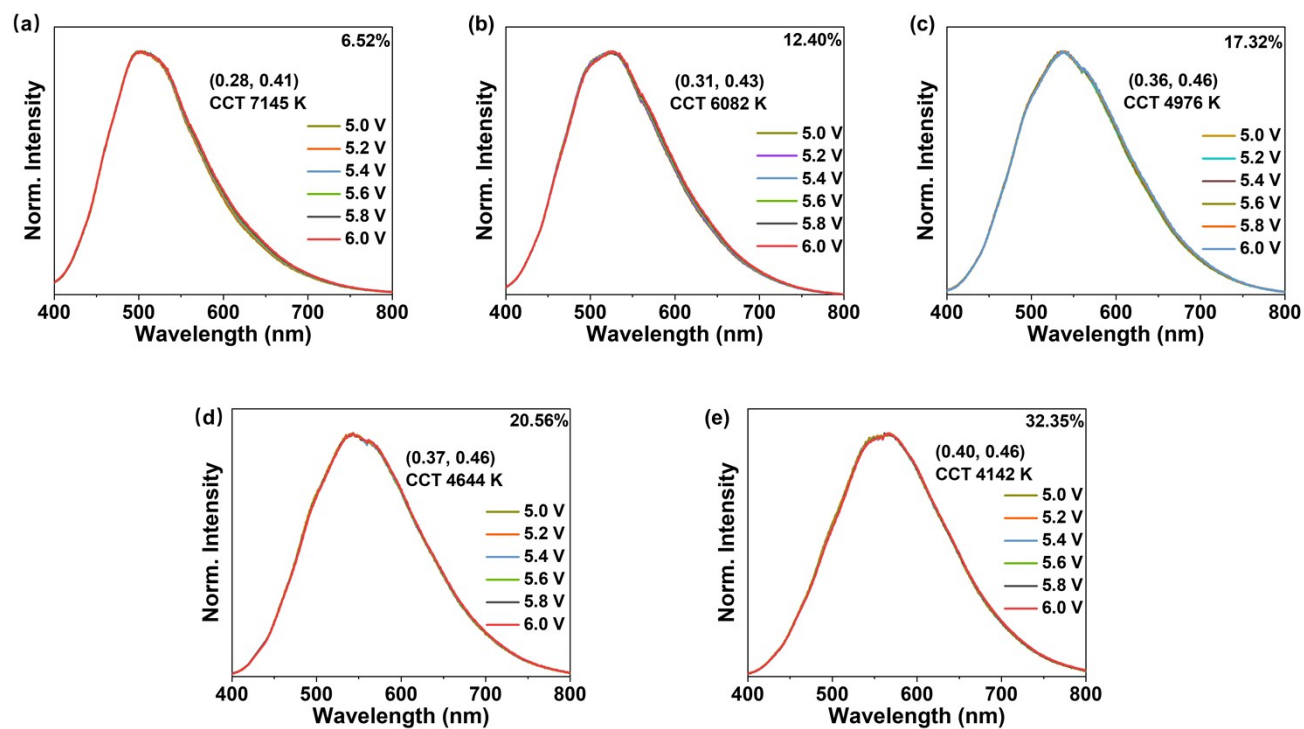 (a)
6.52%
(0.28, 0.41)
CCT 7145 K
5.0 V
5.2 V
5.4 V
5.6 V
5.8 V
6.0 V
Norm. Intensity
400 500 600 700 800
Wavelength (nm)
(b)
12.40%
(0.31, 0.43)
CCT 6082 K
5.0 V
5.2 V
5.4 V
5.6 V
5.8 V
6.0 V
Norm. Intensity
400 500 600 700 800
Wavelength (nm)
(c)
17.32%
(0.36, 0.46)
CCT 4976 K
5.0 V
5.2 V
5.4 V
5.6 V
5.8 V
6.0 V
Norm. Intensity
400 500 600 700 800
Wavelength (nm)
(d)
20.56%
(0.37, 0.46)
CCT 4644 K
5.0 V
5.2 V
5.4 V
5.6 V
5.8 V
6.0 V
Norm. Intensity
400 500 600 700 800
Wavelength (nm)
(e)
32.35%
(0.40, 0.46)
CCT 4142 K
5.0 V
5.2 V
5.4 V
5.6 V
5.8 V
6.0 V
Norm. Intensity
400 500 600 700 800
Wavelength (nm)